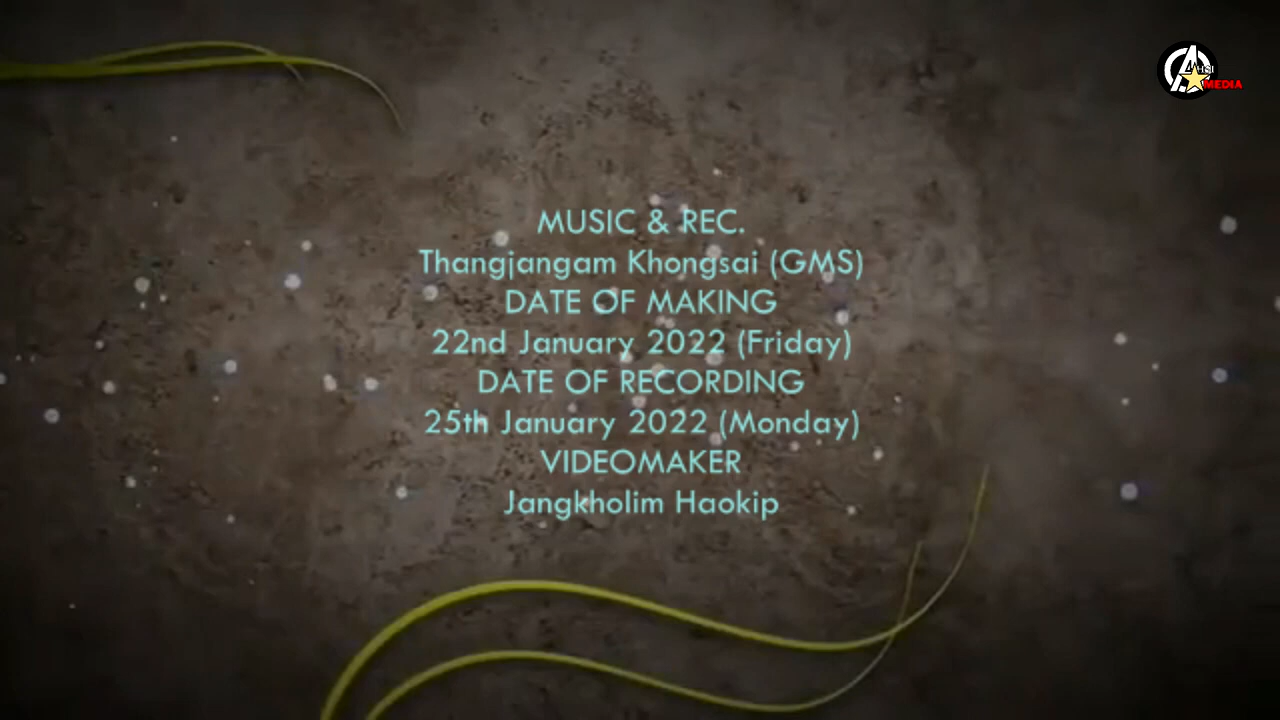 MUSIC & REC.
Thangjangam Khongsai (GMS)
DATE OF MAKING
22nd January 2022 (Friday)
DATE OF RECORDING
25th January 2022 (Monday)
VIDEOMAKER
Jangkholim Haokip
MEDIA